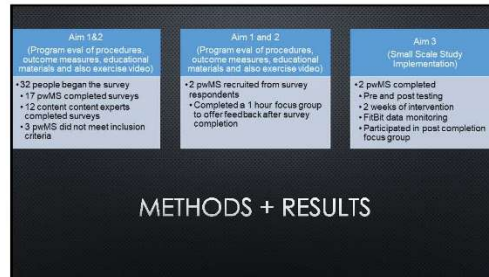 Aim 1&2
(Program eval of procedures,
outcome measures, educational
materials and also exercise video)
•32 people began the survey
•17 pwMS completed surveys
•12 content content experts
completed surveys
•3 pwMS did not meet inclusion
criteria
Aim 1 and 2
(Program eval of procedures,
outcome measures, educational
materials and also exercise video)
•2 pwMS recruited from survey
respondents
•Completed a 1 hour focus group
to offer feedback after survey
completion
Aim 3
(Small Scale Study
Implementation)
•2 pwMS completed
•Pre and post testing
•2 weeks of intervention
•FitBit data monitoring
•Participated in post completion
focus group
METHODS + RESULTS